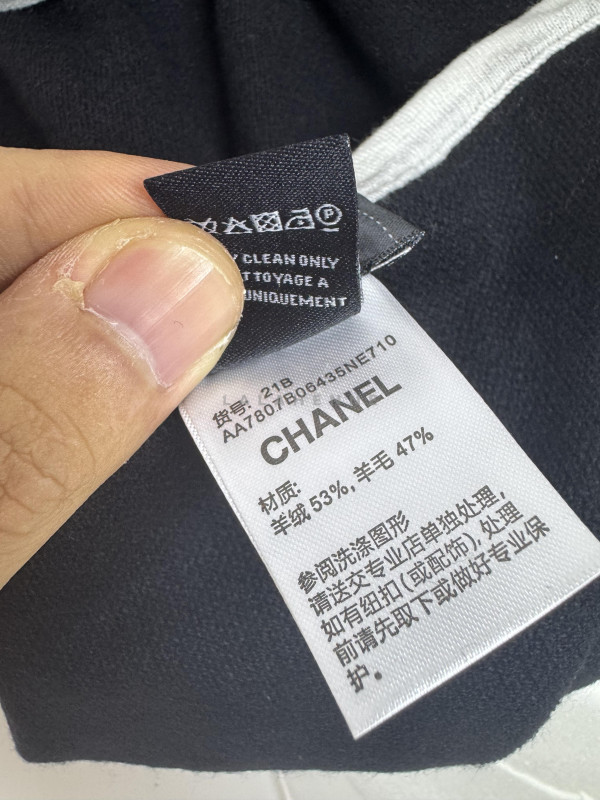 CLEAN ONLY
TTOYAGE A
UNIQUEMENT
货号: 21B
AA7807B06435NE710
CHANEL
材质:
羊绒 53%, 羊毛 47%
参阅洗涤图形
请送交专业店单独处理,
如有纽扣(或配饰), 处理
前请先取下或做好专业保
护。